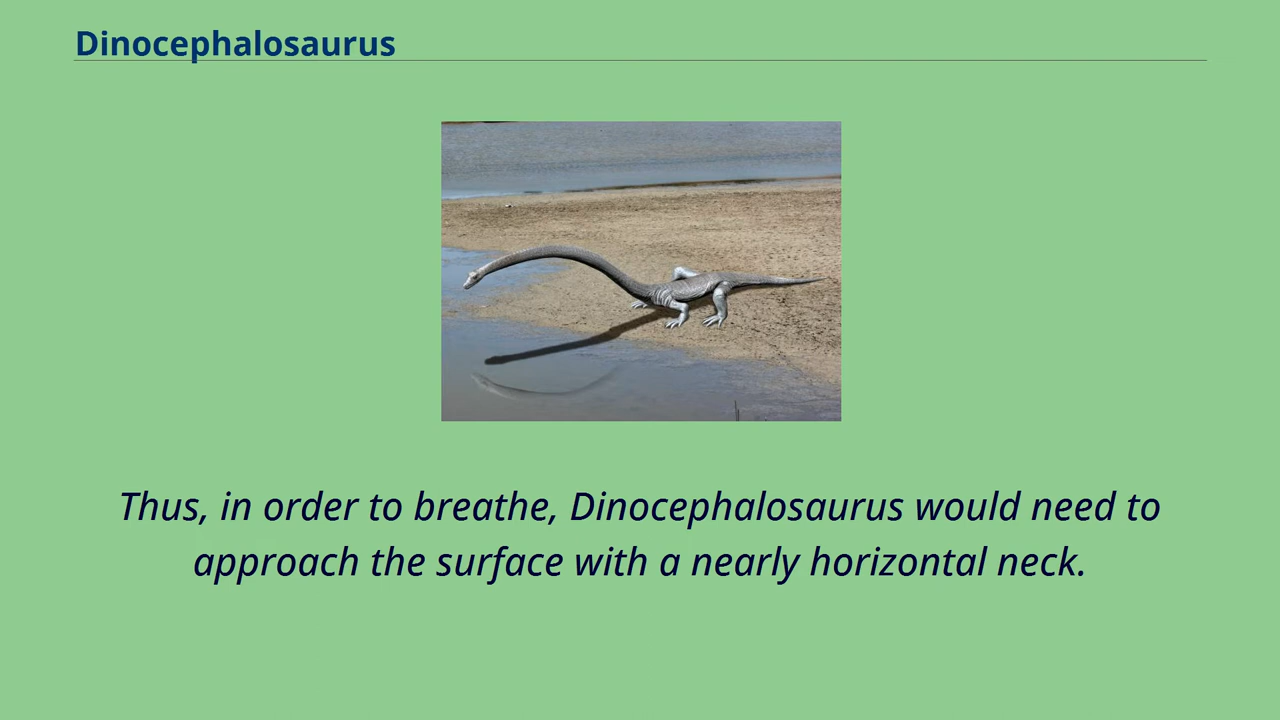 Dinocephalosaurus
Thus, in order to breathe, Dinocephalosaurus would need to
approach the surface with a nearly horizontal neck.